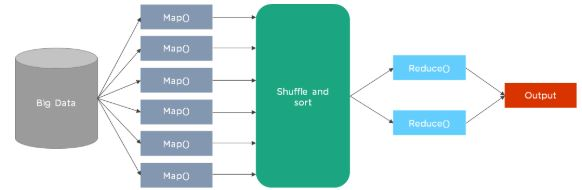 Big Data
Map()
Map()
Map()
Map()
Map()
Map()
Shuffle and
sort
Reduce()
Reduce()
Output